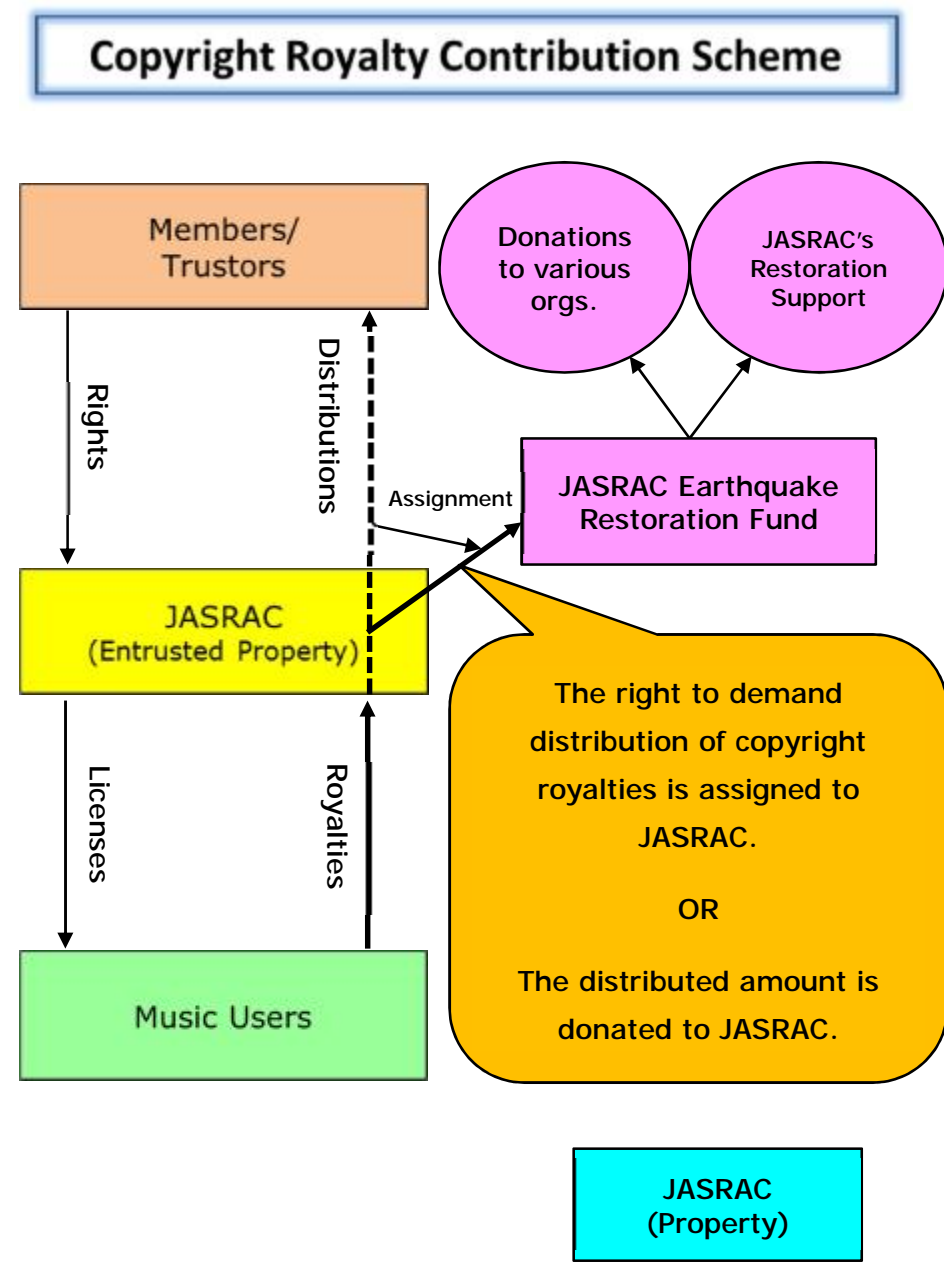 Copyright Royalty Contribution Scheme
Members/
Trustors
Donations
to various
orgs.
JASRAC's
Restoration
Support
Rights
Distributions
Assignment
JASRAC Earthquake
Restoration Fund
JASRAC
(Entrusted Property)
The right to demand
distribution of copyright
royalties is assigned to
JASRAC.
OR
The distributed amount is
donated to JASRAC.
Licenses
Royalties
Music Users
JASRAC
(Property)